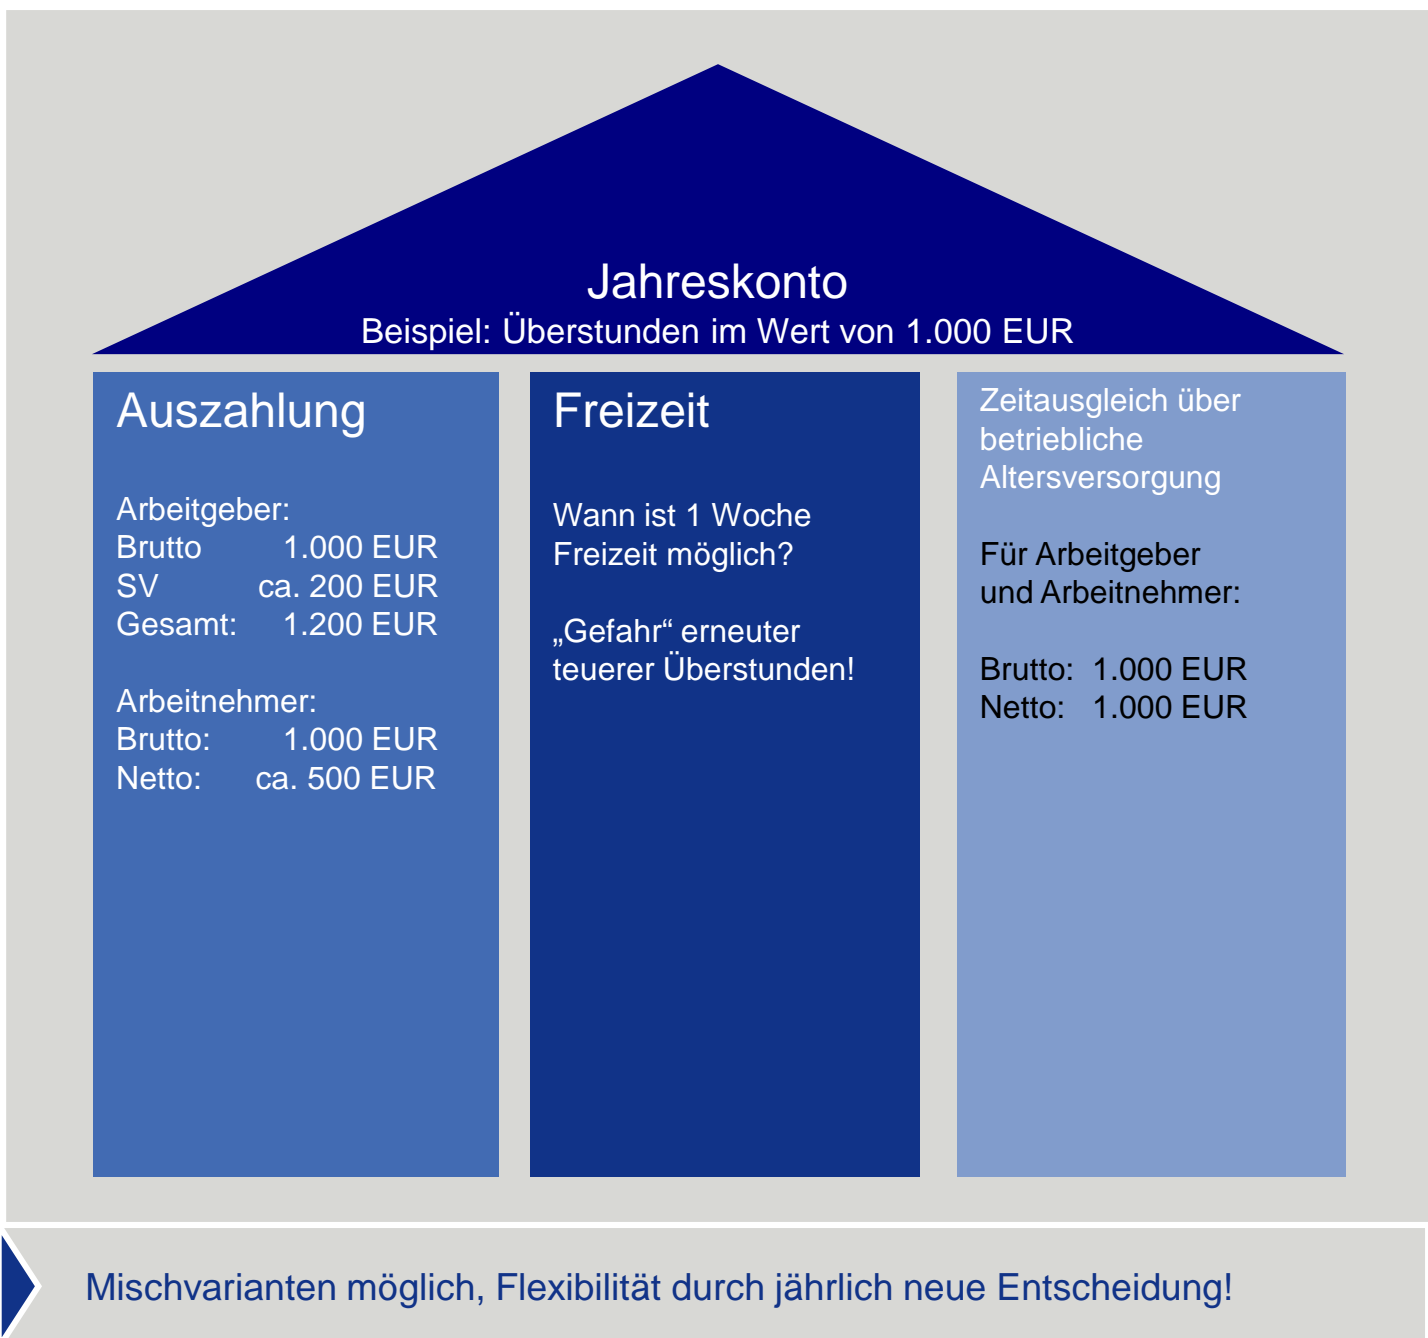 Jahreskonto
Beispiel: Überstunden im Wert von 1.000 EUR
Auszahlung
Arbeitgeber:
Brutto 1.000 EUR
SV ca. 200 EUR
Gesamt: 1.200 EUR
Arbeitnehmer:
Brutto: 1.000 EUR
Netto: ca. 500 EUR
Freizeit
Wann ist 1 Woche
Freizeit möglich?
„Gefahr“ erneuter
teuerer Überstunden!
Zeitausgleich über
betriebliche
Altersversorgung
Für Arbeitgeber
und Arbeitnehmer:
Brutto: 1.000 EUR
Netto: 1.000 EUR
Mischvarianten möglich, Flexibilität durch jährlich neue Entscheidung!